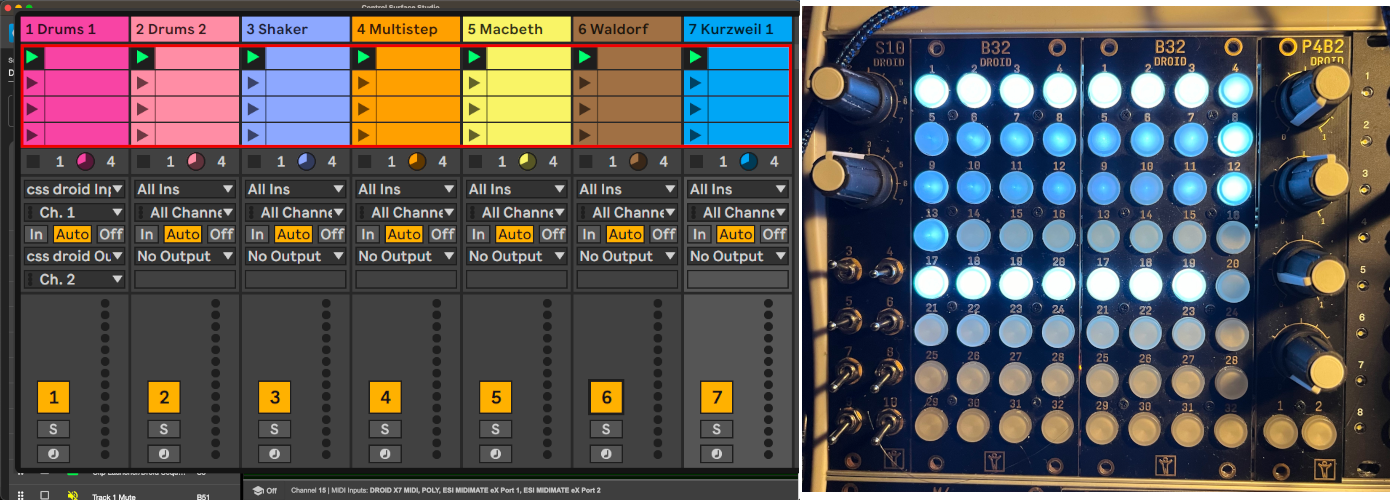 Control Surface Studio
1 Drums 1
2 Drums 2
3 Shaker
4 Multistep
5 Macbeth
6 Waldorf
7 Kurzweil 1
1 4 1 4 1 4 1 4 1 4 1 4 1 4
css droid Inp All Ins All Ins All Ins All Ins All Ins All Ins
Ch. 1 All Channe All Channe All Channe All Channe All Channe All Channe
In Auto Off In Auto Off In Auto Off In Auto Off In Auto Off In Auto Off In Auto Off
css droid Ou No Output No Output No Output No Output No Output No Output
Ch. 2
1 2 3 4 5 6 7
S S S S S S S
Track 1 Mute B51
Off Channel 15 | MIDI Inputs: DROID X7 MIDI, POLY, ESI MIDIMATE eX Port 1, ESI MIDIMATE eX Port 2
S10
DROID
3 4
5 6
7 8
9 10
B32
DROID
1 2 3 4
5 6 7 8
9 10 11 12
13 14 15 16
17 18 19 20
21 22 23 24
25 26 27 28
29 30 31 32
B32
DROID
1 2 3 4
5 6 7 8
9 10 11 12
13 14 15 16
17 18 19 20
21 22 23 24
25 26 27 28
29 30 31 32
P4B2
DROID
1 2
1
2
3
4
5
6
7
8